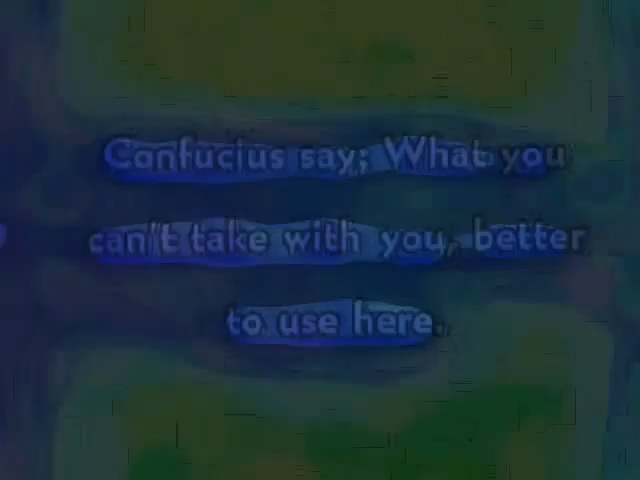 Confucius say; What you
can't take with you, better
to use here.